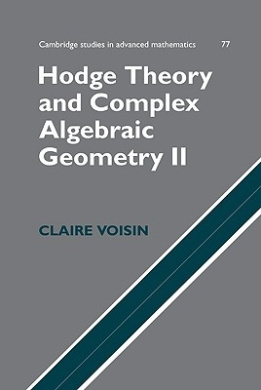 Cambridge studies in advanced mathematics 77
Hodge Theory
and Complex
Algebraic
Geometry II
CLAIRE VOISIN